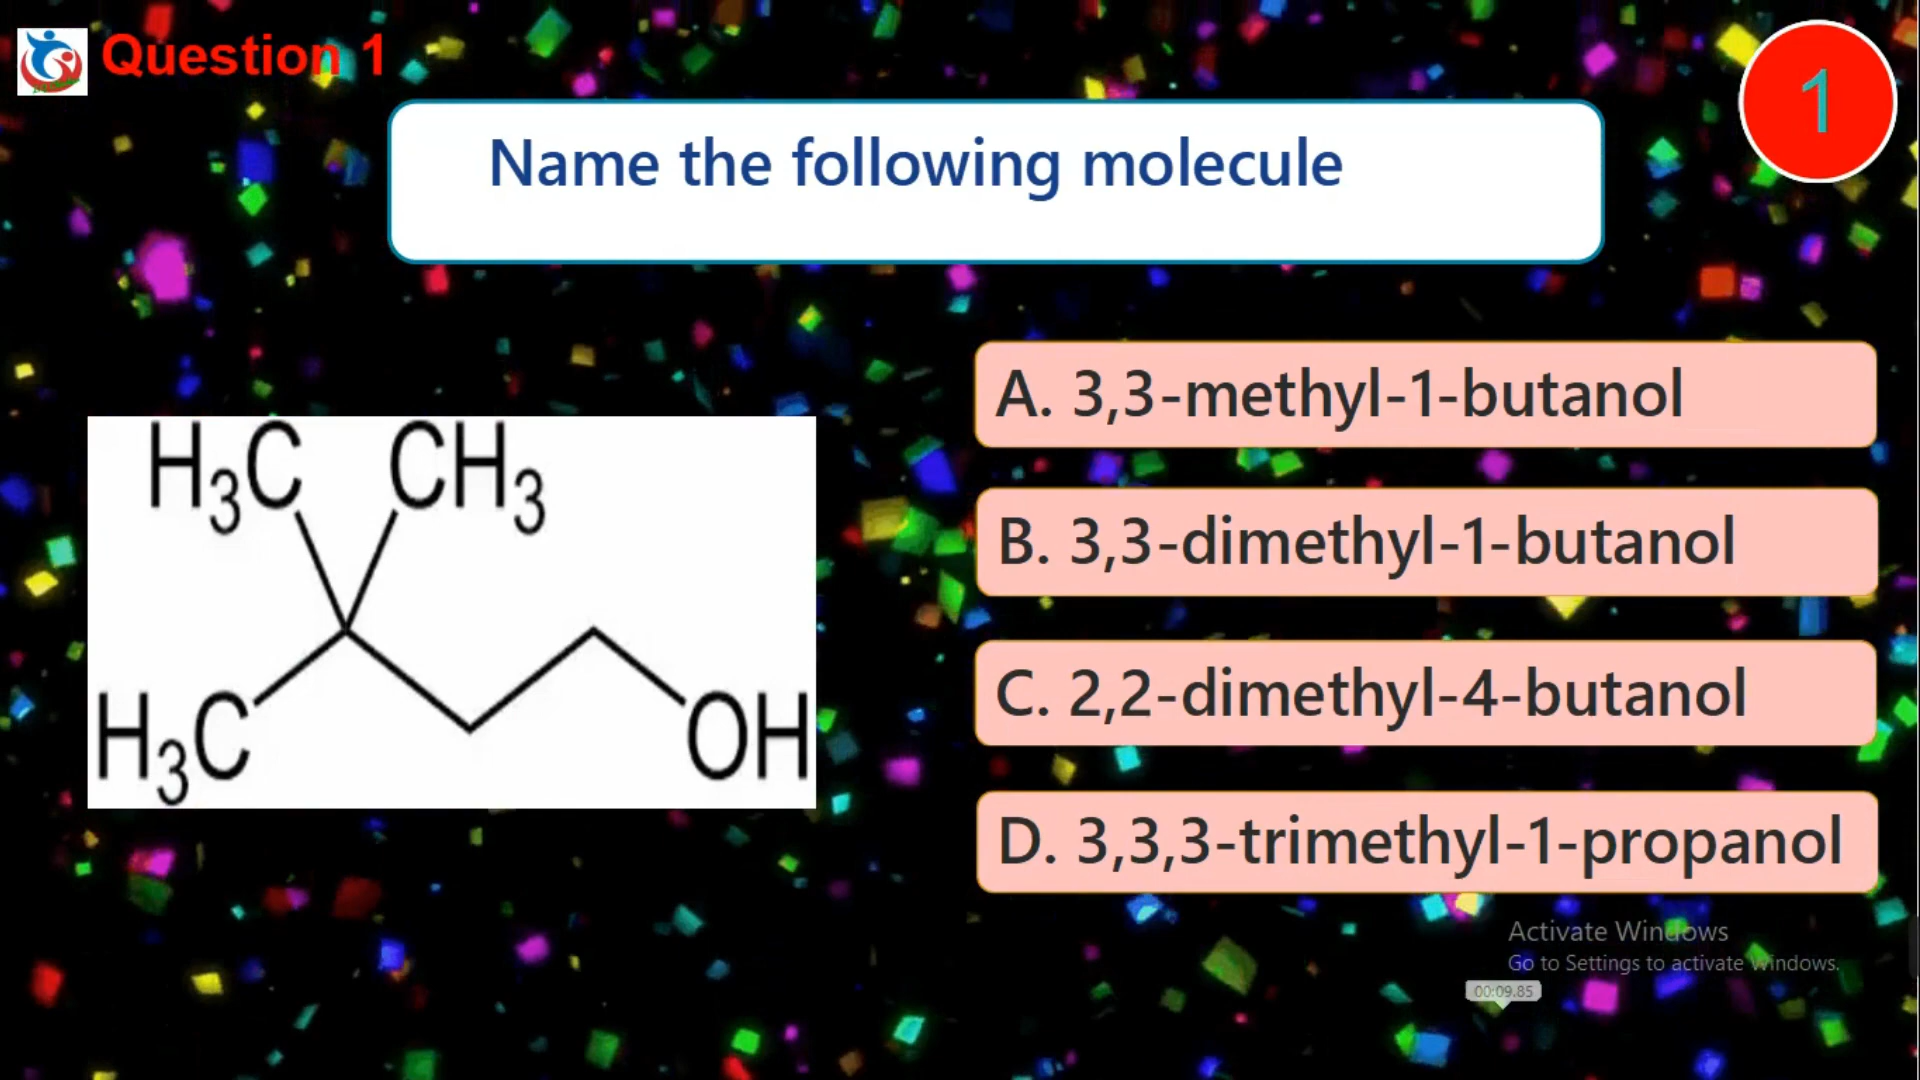 Question 1
1
Name the following molecule
H3C CH3
H3C OH
A. 3,3-methyl-1-butanol
B. 3,3-dimethyl-1-butanol
C. 2,2-dimethyl-4-butanol
D. 3,3,3-trimethyl-1-propanol
Activate Windows
Go to Settings to activate Windows.
00:09.85